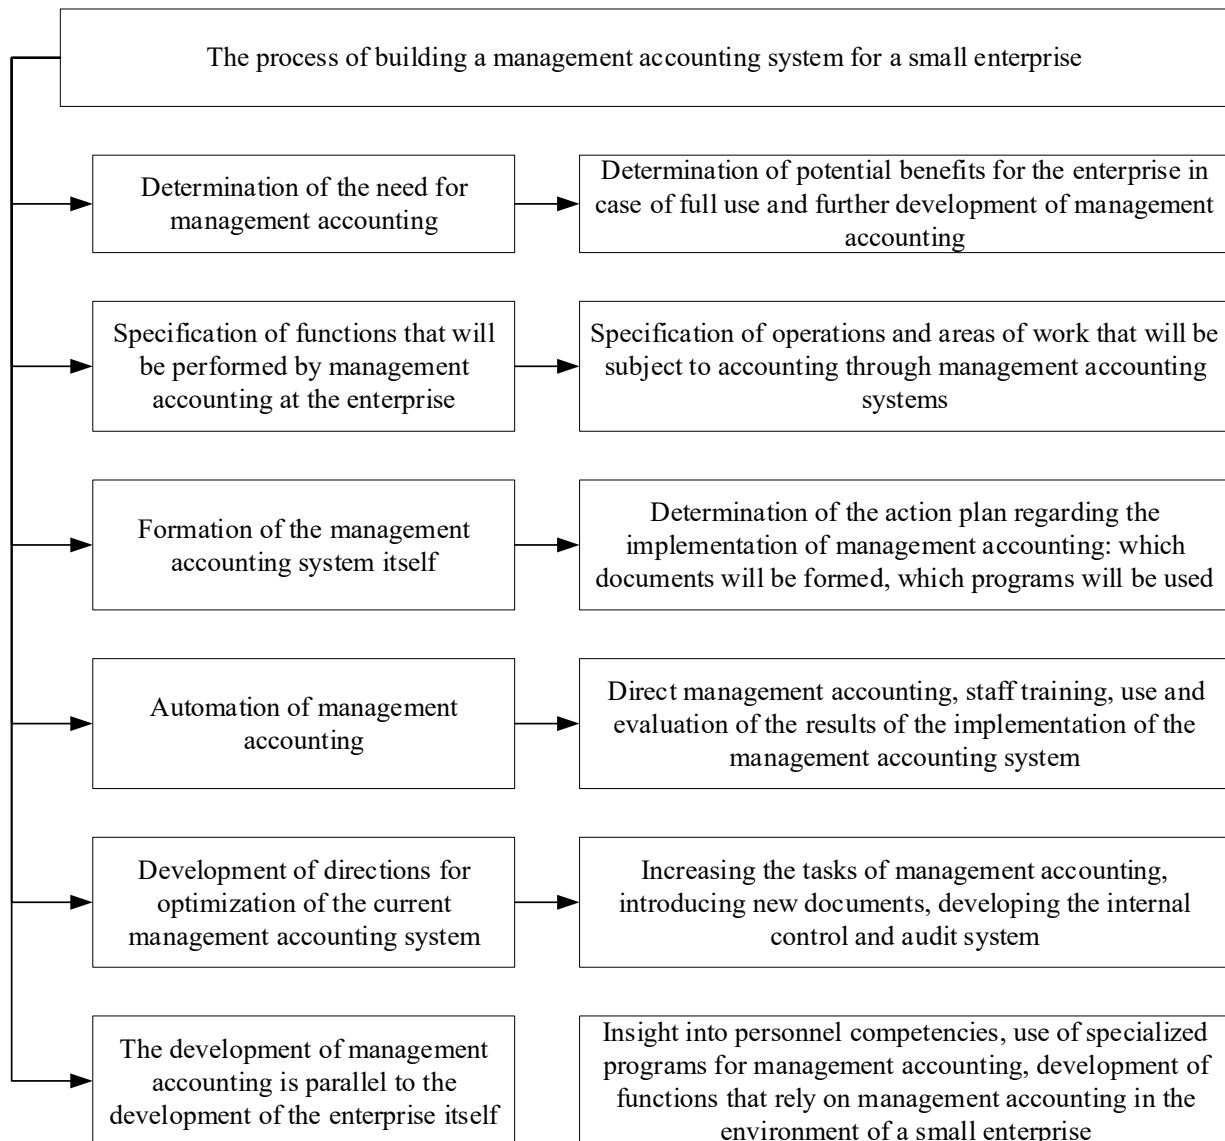 The process of building a management accounting system for a small enterprise
Determination of the need for
management accounting
Determination of potential benefits for the enterprise in
case of full use and further development of management
accounting
Specification of functions that will
be performed by management
accounting at the enterprise
Specification of operations and areas of work that will be
subject to accounting through management accounting
systems
Formation of the management
accounting system itself
Determination of the action plan regarding the
implementation of management accounting: which
documents will be formed, which programs will be used
Automation of management
accounting
Direct management accounting, staff training, use and
evaluation of the results of the implementation of the
management accounting system
Development of directions for
optimization of the current
management accounting system
Increasing the tasks of management accounting,
introducing new documents, developing the internal
control and audit system
The development of management
accounting is parallel to the
development of the enterprise itself
Insight into personnel competencies, use of specialized
programs for management accounting, development of
functions that rely on management accounting in the
environment of a small enterprise